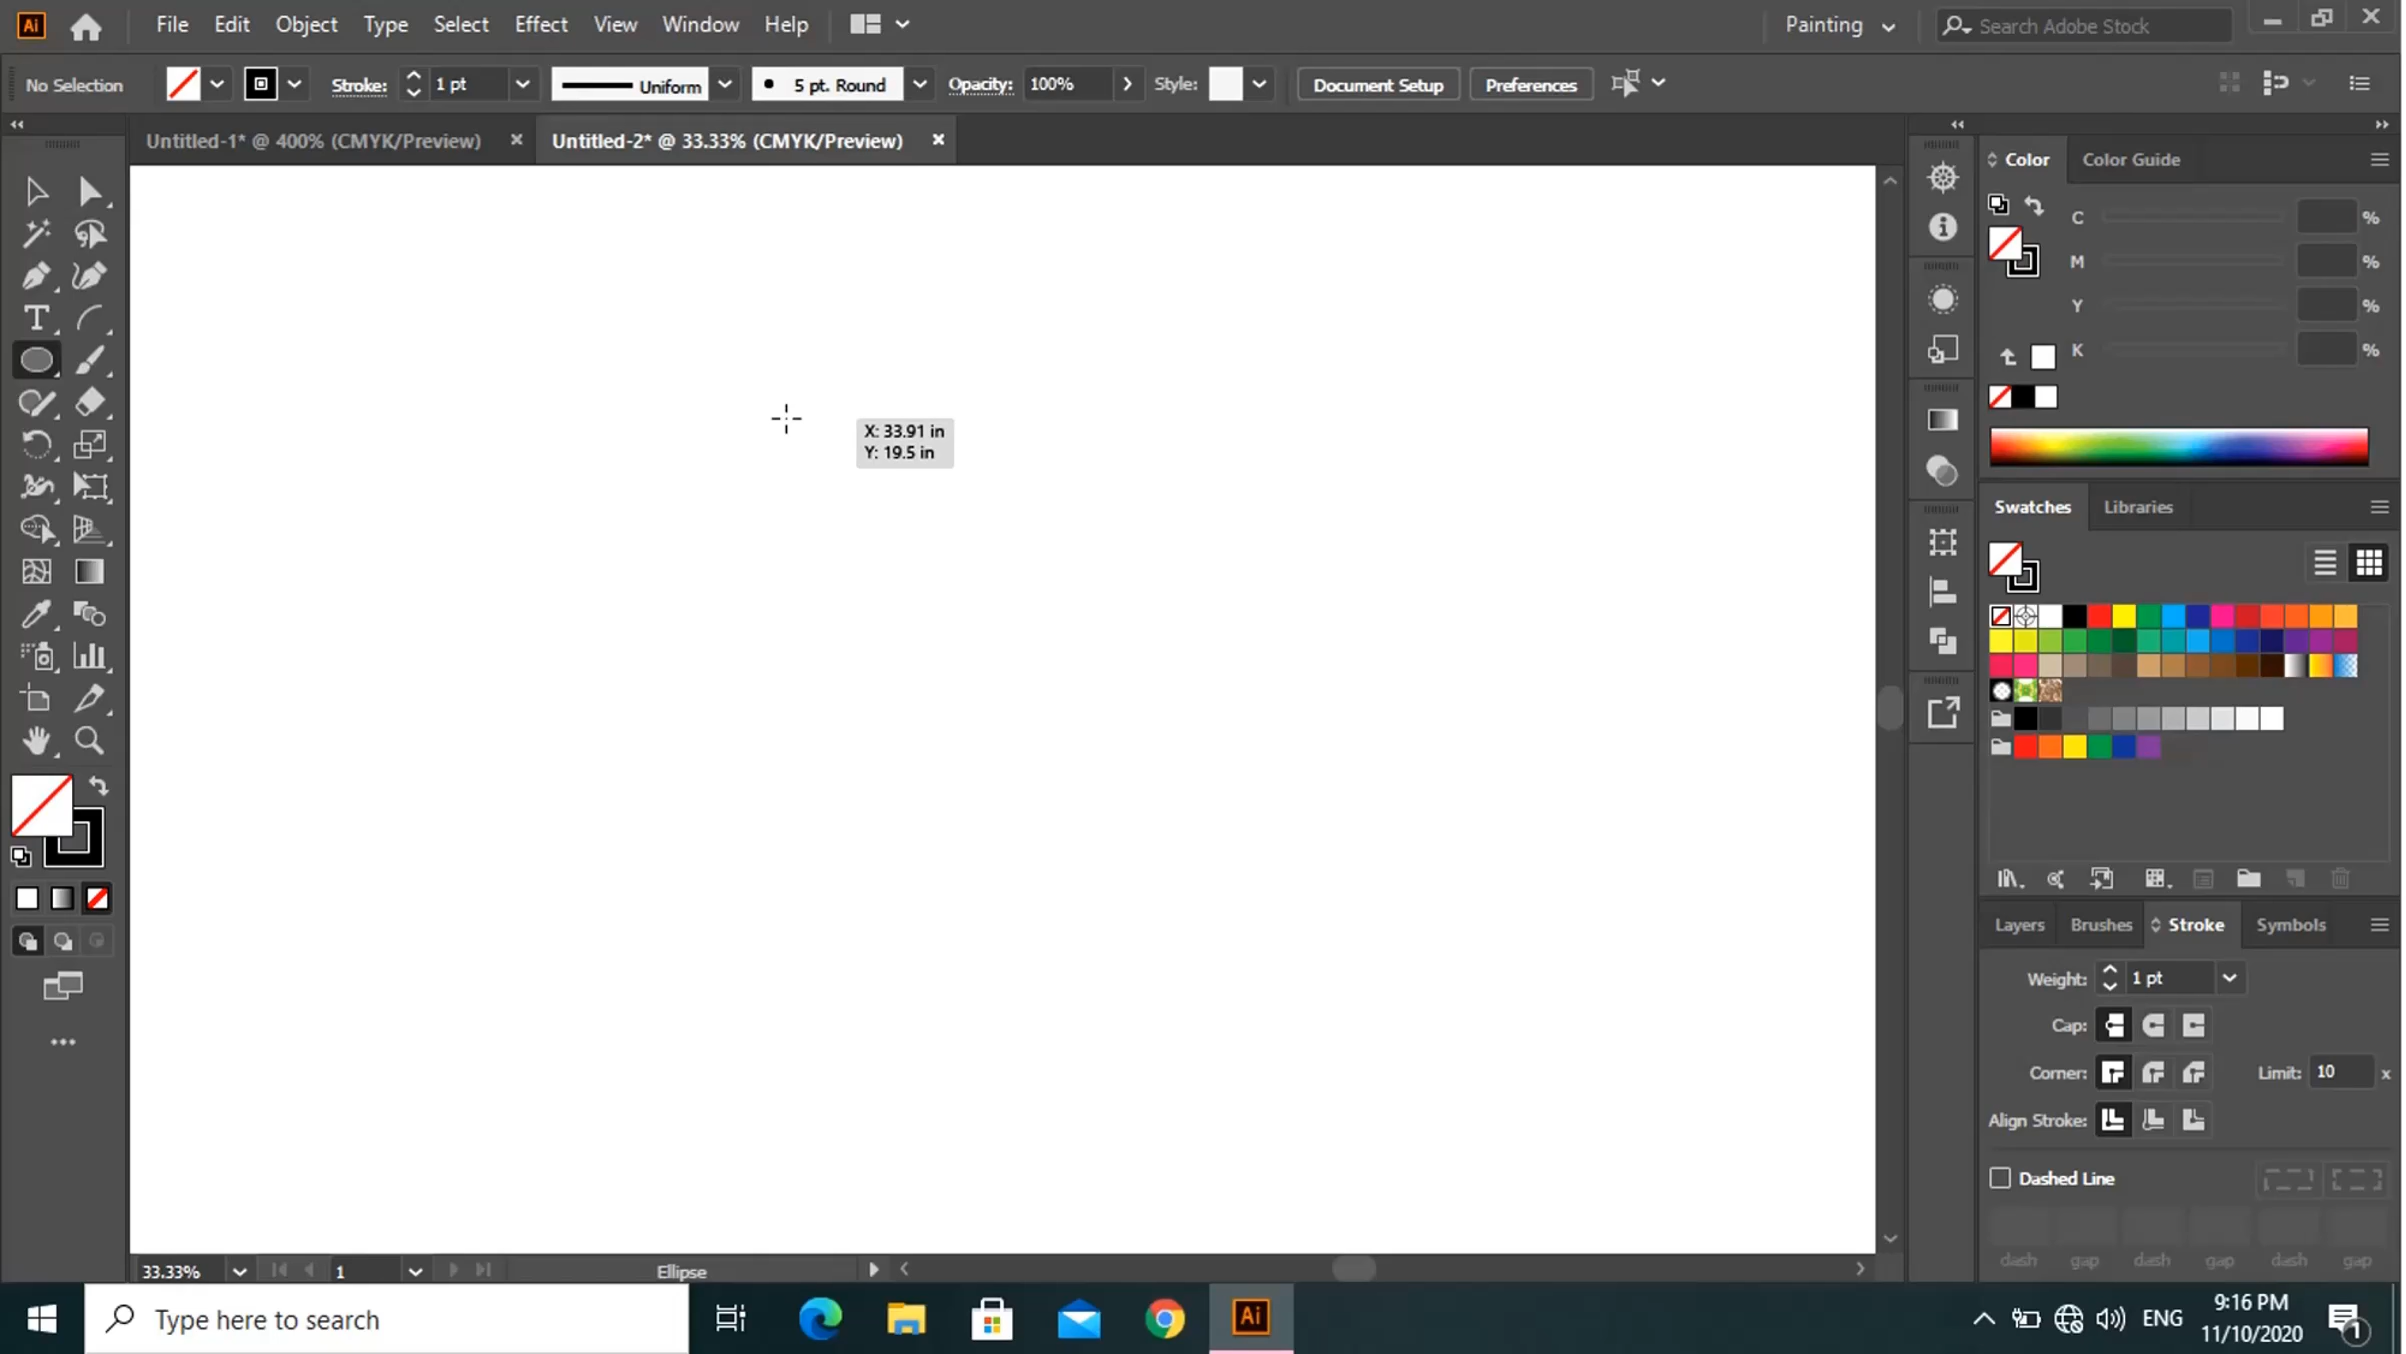 Ai File Edit Object Type Select Effect View Window Help Painting Search Adobe Stock
No Selection Stroke: 1 pt Uniform 5 pt. Round Opacity: 100% Style: Document Setup Preferences
Untitled-1* @ 400% (CMYK/Preview) Untitled-2* @ 33.33% (CMYK/Preview)
Color Color Guide
C %
M %
Y %
K %
X: 33.91 in
Y: 19.5 in
Swatches Libraries
Layers Brushes Stroke Symbols
Weight: 1 pt
Cap:
Corner: Limit: 10 x
Align Stroke:
Dashed Line
dash gap dash gap dash gap
33.33% 1 Ellipse
Type here to search
Ai
ENG
9:16 PM
11/10/2020
1